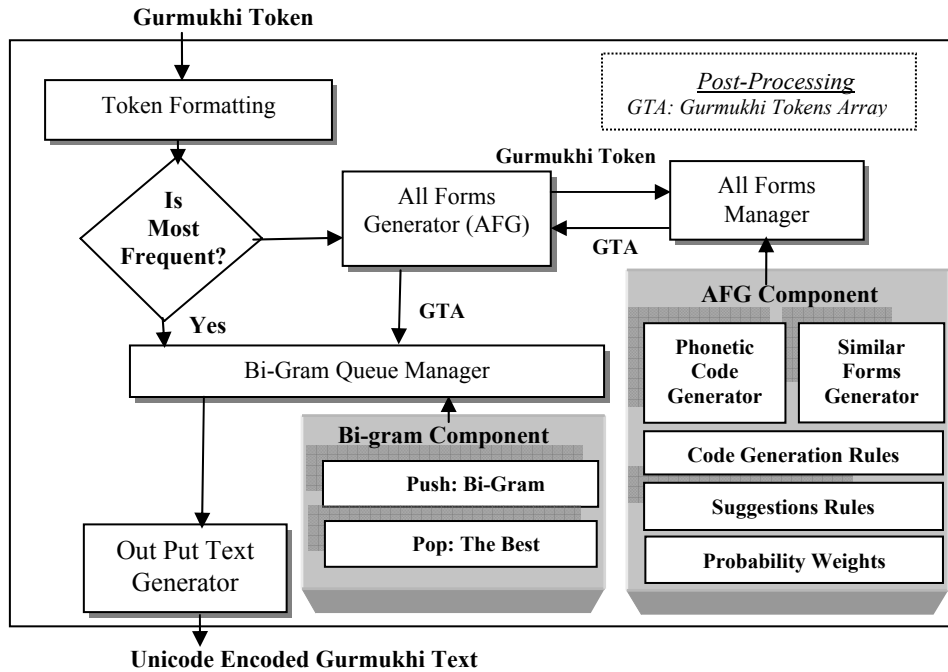 Gurmukhi Token
Token Formatting
Post-Processing
GTA: Gurmukhi Tokens Array
Is
Most
Frequent?
All Forms
Generator (AFG)
Gurmukhi Token
GTA
All Forms
Manager
Yes
GTA
Bi-Gram Queue Manager
AFG Component
Phonetic
Code
Generator
Similar
Forms
Generator
Code Generation Rules
Suggestions Rules
Probability Weights
Bi-gram Component
Push: Bi-Gram
Pop: The Best
Out Put Text
Generator
Unicode Encoded Gurmukhi Text